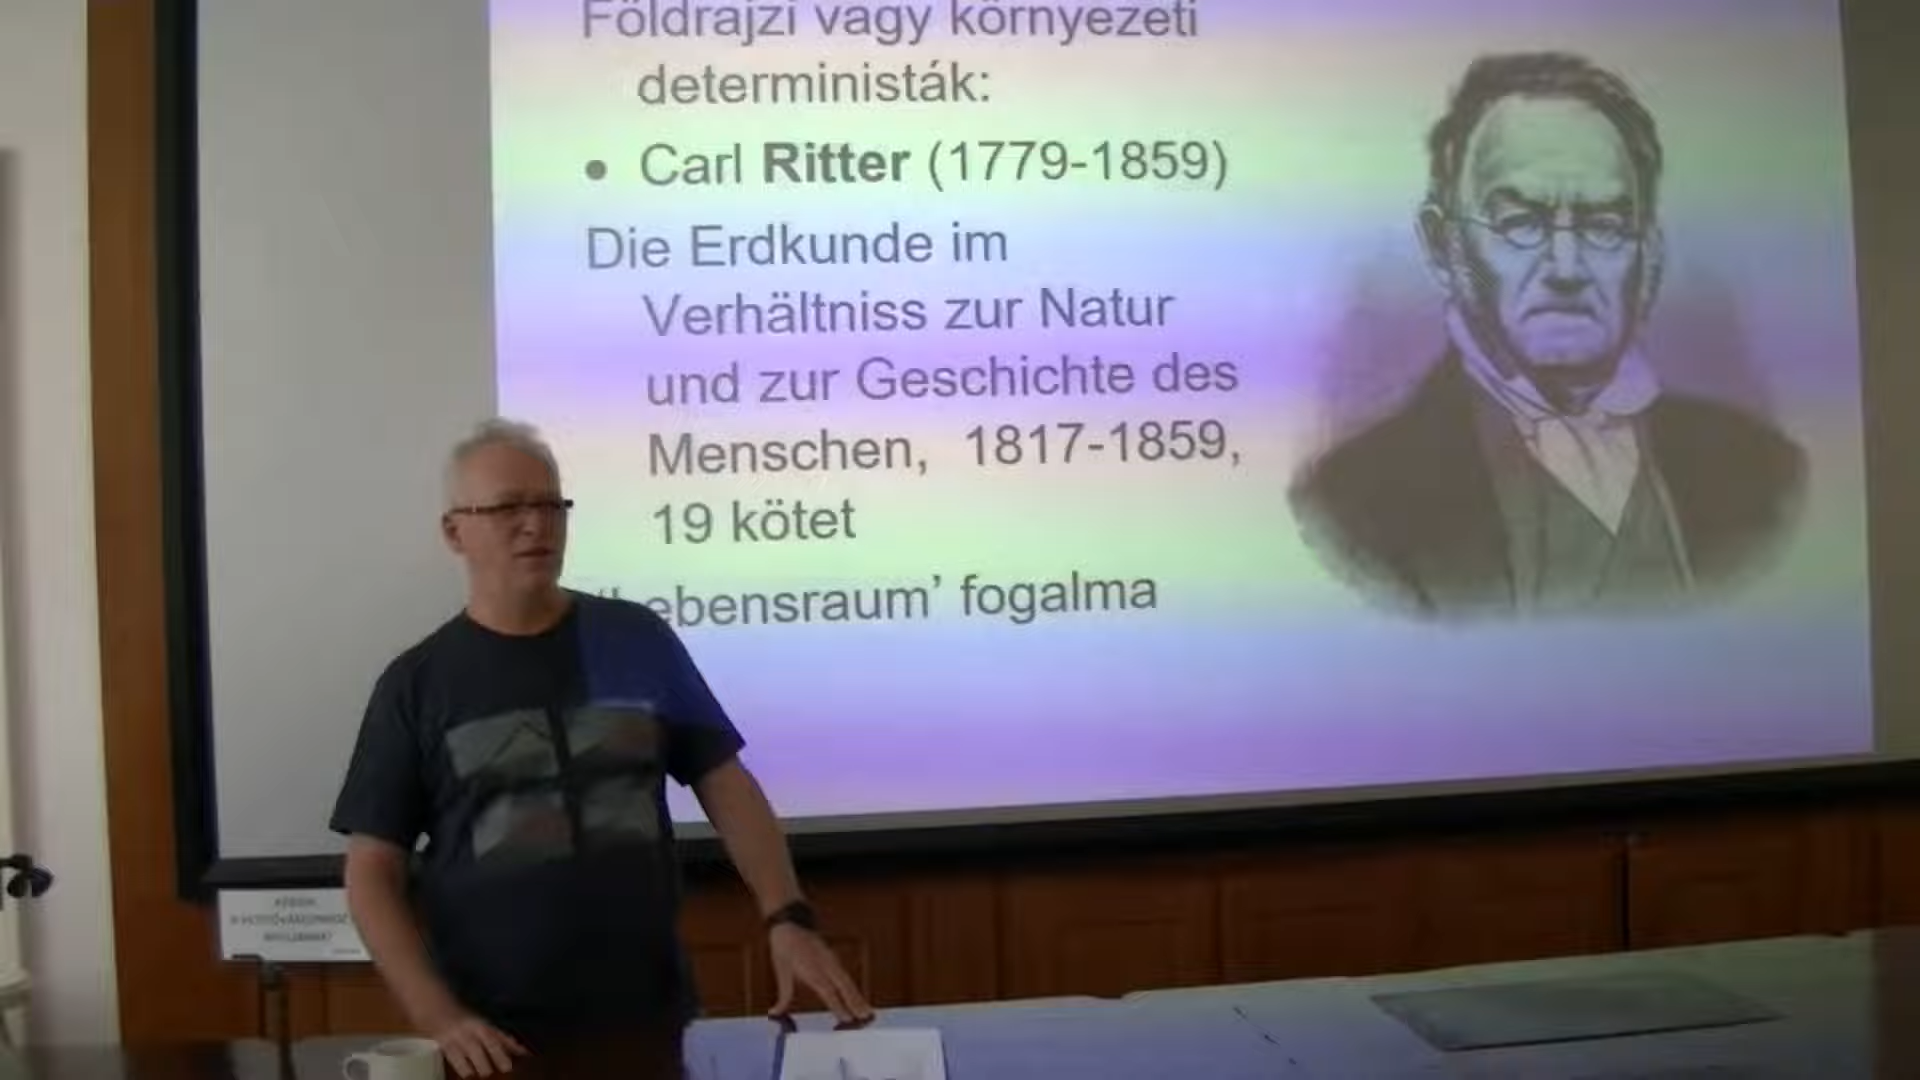 Földrajzi vagy környezeti
deterministák:
• Carl Ritter (1779-1859)
Die Erdkunde im
Verhältniss zur Natur
und zur Geschichte des
Menschen, 1817-1859,
19 kötet
ebensraum’ fogalma